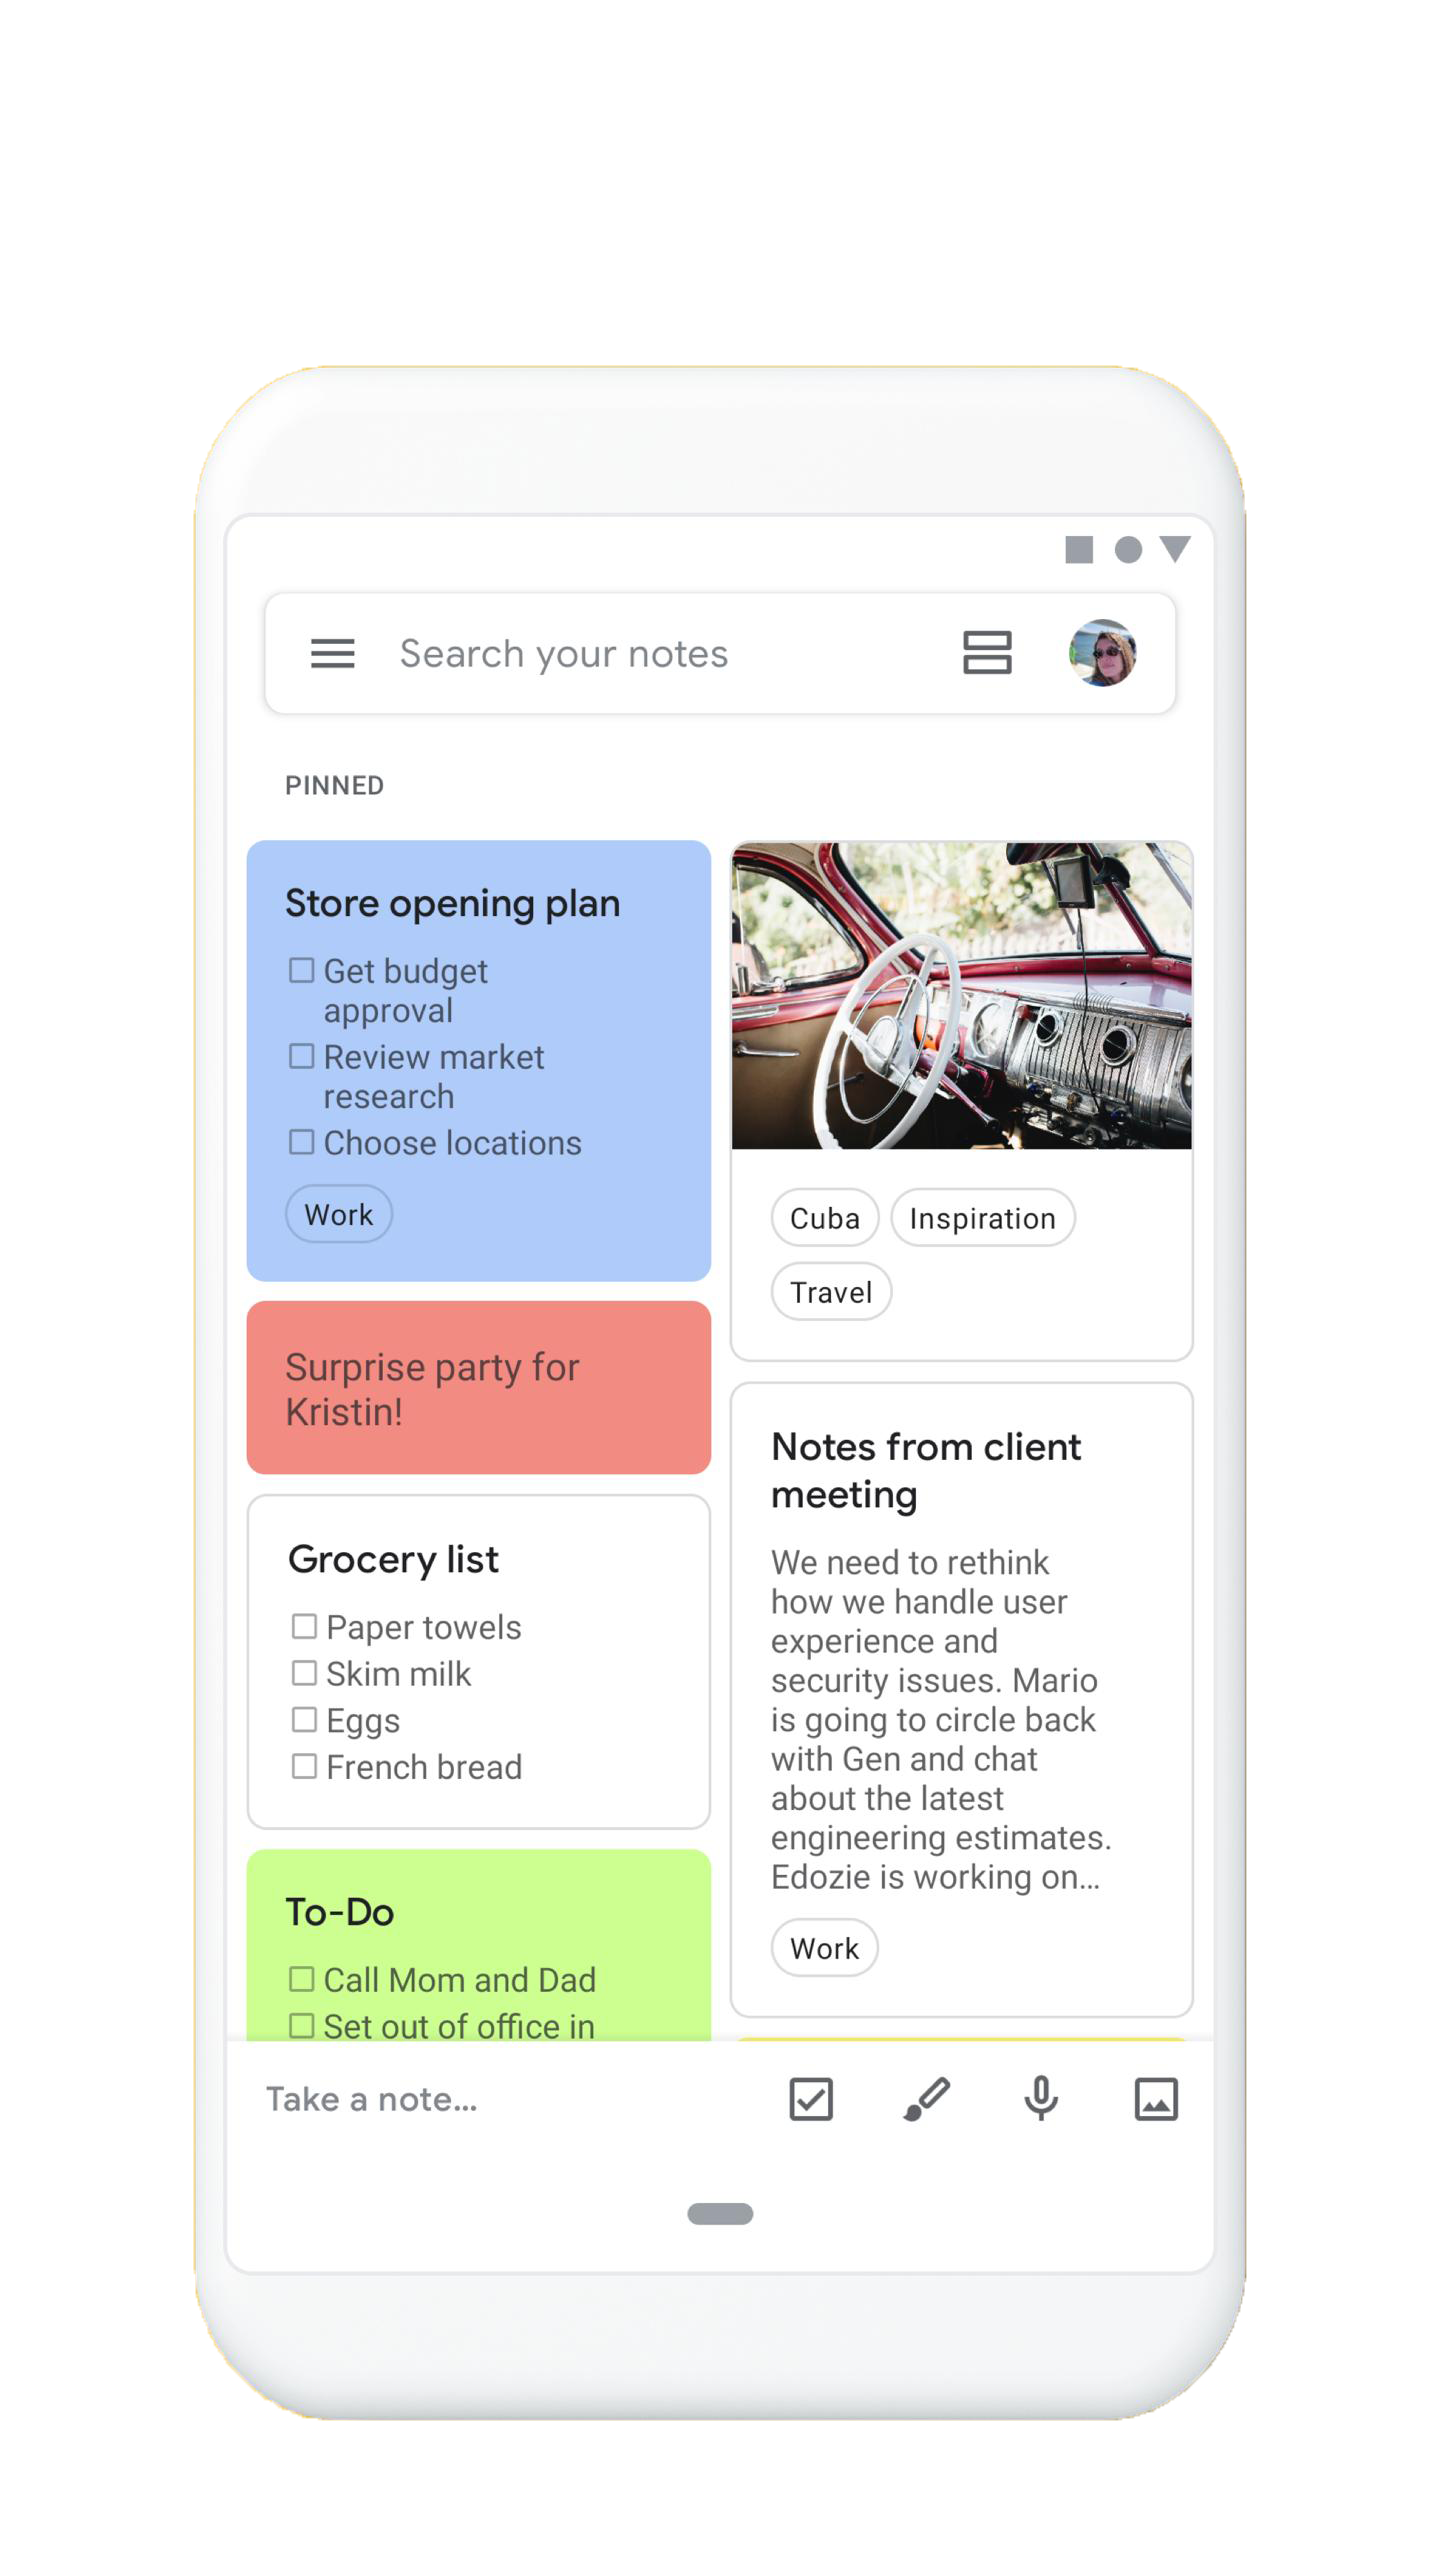 Search your notes
PINNED
Store opening plan
Get budget
approval
Review market
research
Choose locations
Work
Surprise party for
Kristin!
Grocery list
Paper towels
Skim milk
Eggs
French bread
To-Do
Call Mom and Dad
Set out of office in
Cuba
Inspiration
Travel
Notes from client
meeting
We need to rethink
how we handle user
experience and
security issues. Mario
is going to circle back
with Gen and chat
about the latest
engineering estimates.
Edozie is working on...
Work
Take a note...